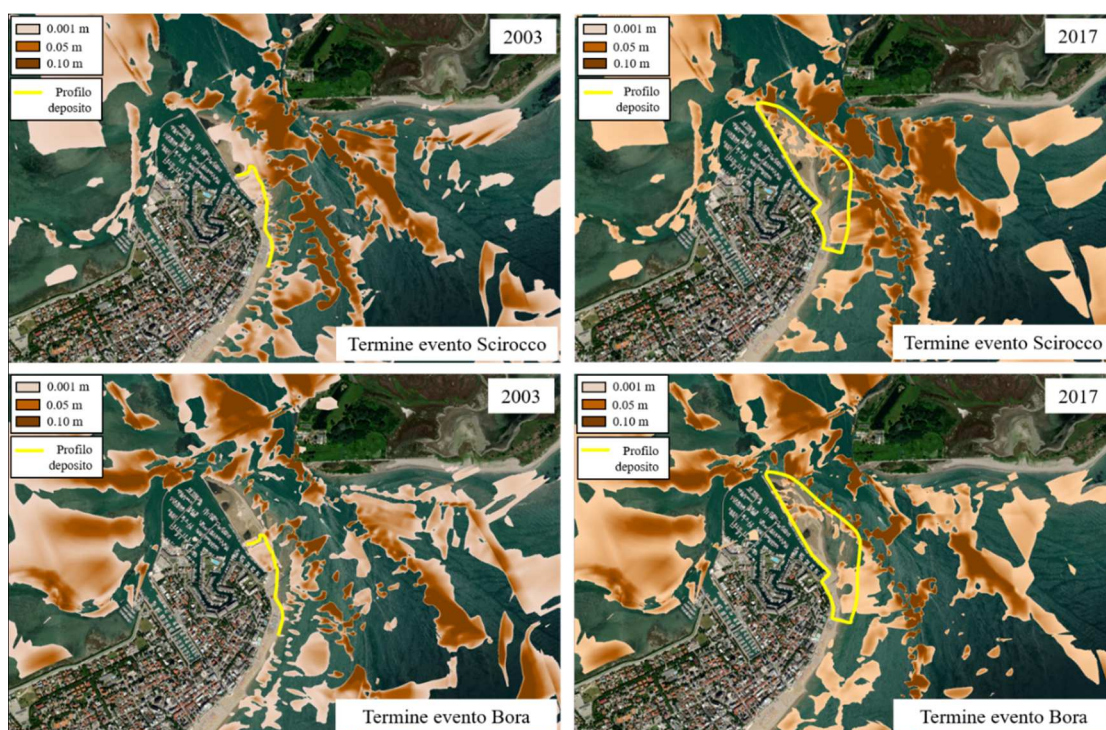 0.001 m
0.05 m
0.10 m
Profilo
deposito
2003
Termine evento Scirocco
0.001 m
0.05 m
0.10 m
Profilo
deposito
2017
Termine evento Scirocco
0.001 m
0.05 m
0.10 m
Profilo
deposito
2003
Termine evento Bora
0.001 m
0.05 m
0.10 m
Profilo
deposito
2017
Termine evento Bora